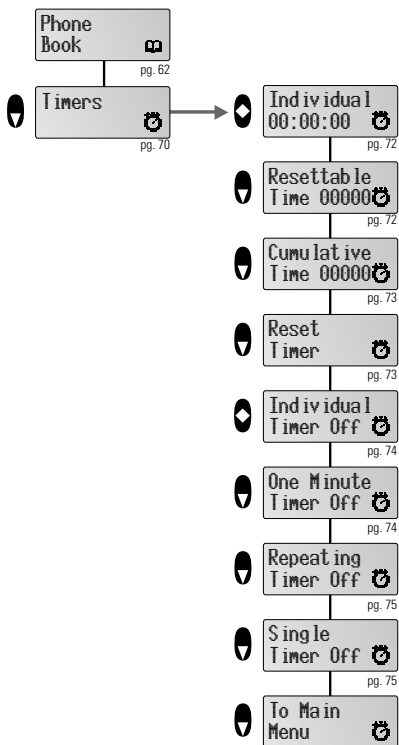 Phone
Book
pg. 62
Timers
pg. 70
Individual
00:00:00
pg. 72
Resettable
Time 00000
pg. 72
Cumulative
Time 00000
pg. 73
Reset
Timer
pg. 73
Individual
Timer Off
pg. 74
One Minute
Timer Off
pg. 74
Repeating
Timer Off
pg. 75
Single
Timer Off
pg. 75
To Main
Menu